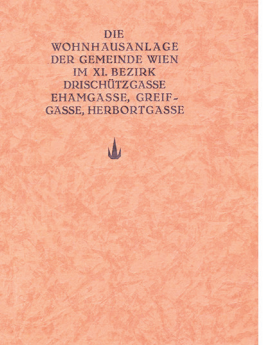 DIE
WOHNHAUSANLAGE
DER GEMEINDE WIEN
IM XI. BEZIRK
DRISCHÜTZGASSE
EHAMGASSE, GREIF-
GASSE, HERBORTGASSE